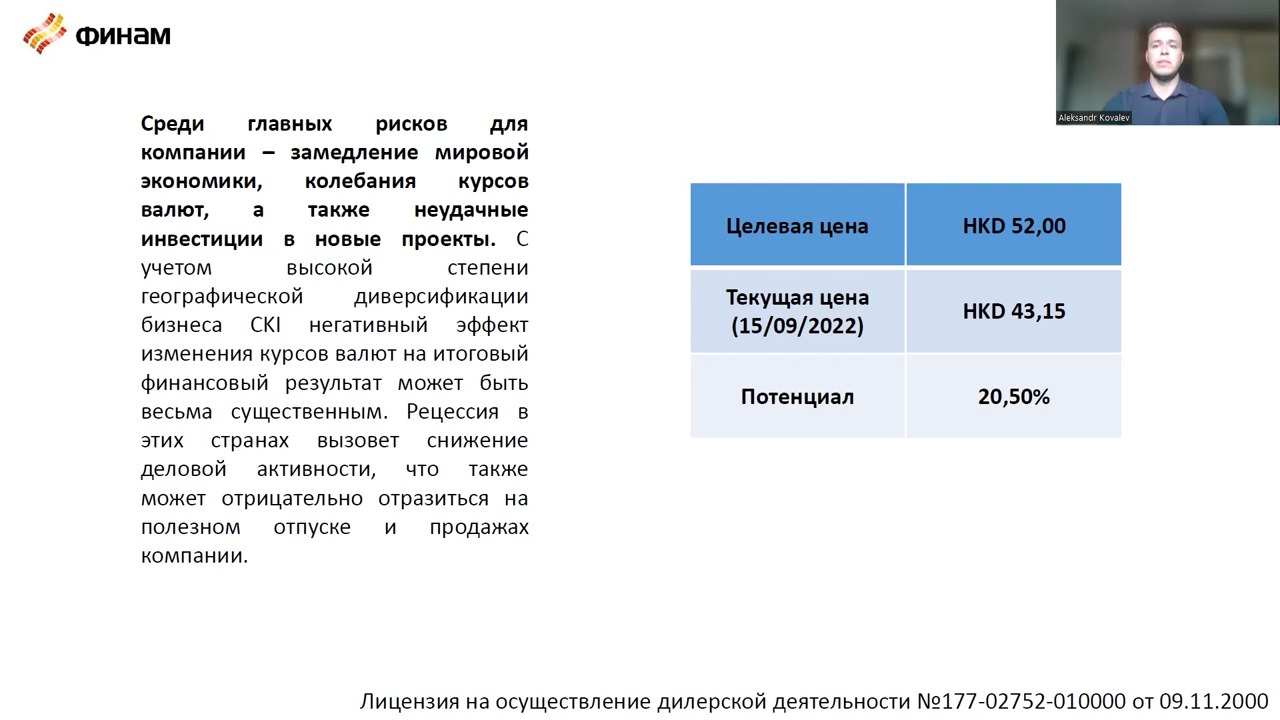 ФИНАМ
Aleksandr Kovalev
Среди главных рисков для
компании – замедление мировой
экономики, колебания курсов
валют, а также неудачные
инвестиции в новые проекты. С
учетом высокой степени
географической диверсификации
бизнеса CKI негативный эффект
изменения курсов валют на итоговый
финансовый результат может быть
весьма существенным. Рецессия в
этих странах вызовет снижение
деловой активности, что также
может отрицательно отразиться на
полезном отпуске и продажах
компании.
Целевая цена HKD 52,00
Текущая цена
(15/09/2022) HKD 43,15
Потенциал 20,50%
Лицензия на осуществление дилерской деятельности №177-02752-010000 от 09.11.2000